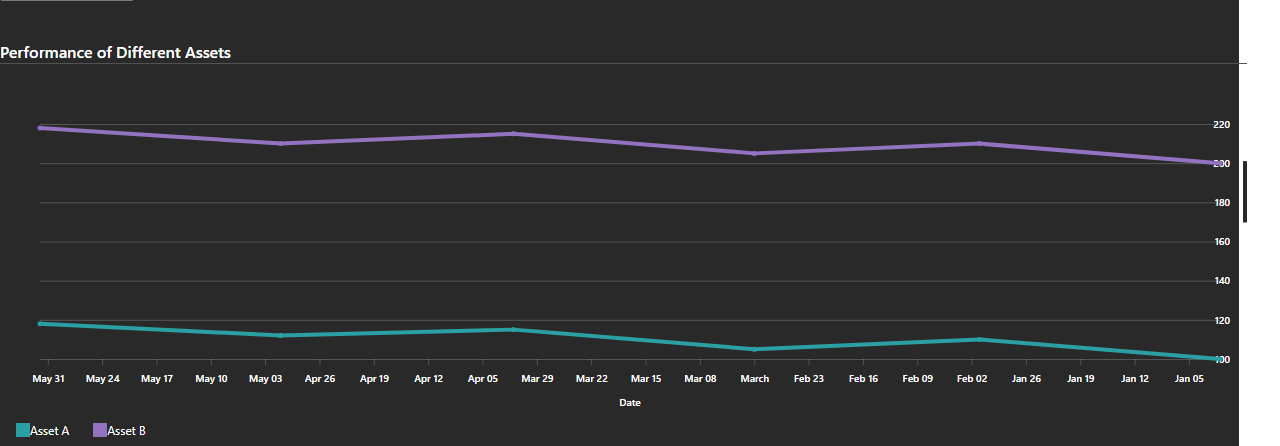 Performance of Different Assets
220
200
180
160
140
120
100
May 31 May 24 May 17 May 10 May 03 Apr 26 Apr 19 Apr 12 Apr 05 Mar 29 Mar 22 Mar 15 Mar 08 March Feb 23 Feb 16 Feb 09 Feb 02 Jan 26 Jan 19 Jan 12 Jan 05
Date
Asset A Asset B